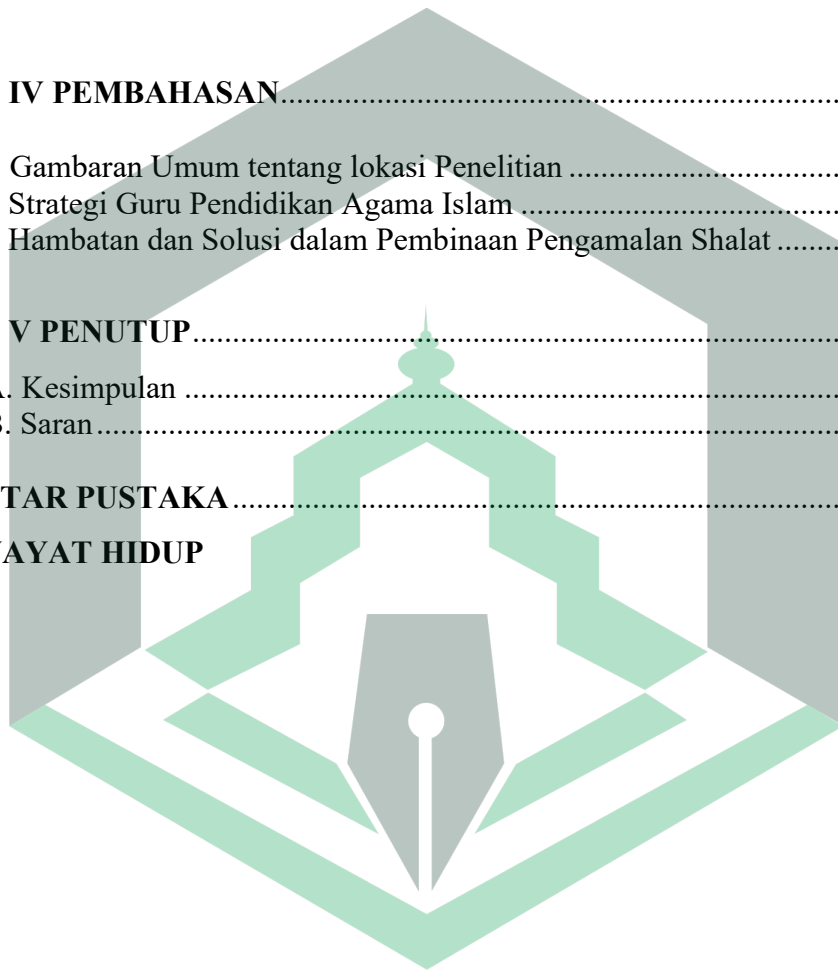 IV PEMBAHASAN................................................................
Gambaran Umum tentang lokasi Penelitian ................................
Strategi Guru Pendidikan Agama Islam ......................................
Hambatan dan Solusi dalam Pembinaan Pengamalan Shalat ........
V PENUTUP............................................................................
. Kesimpulan ..........................................................................
. Saran.....................................................................................
TAR PUSTAKA.......................................................................
AYAT HIDUP